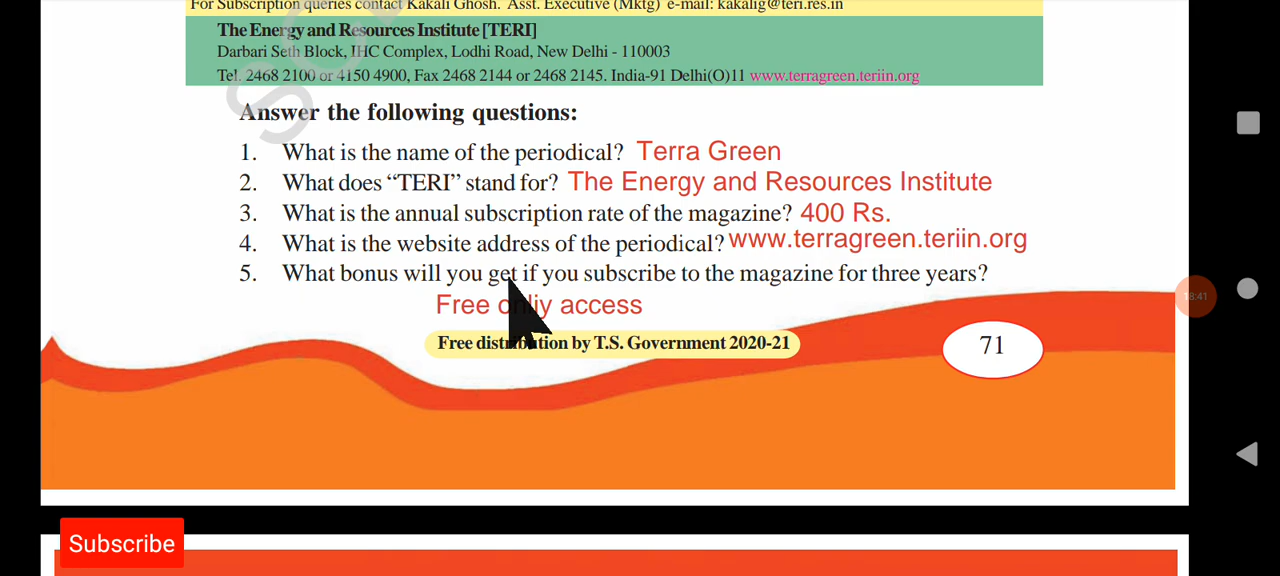 For Subscription queries contact Kakali Ghosh. Asst. Executive (Mktg) e-mail: kakalig@teri.res.in
The Energy and Resources Institute [TERI]
Darbari Seth Block, IHC Complex, Lodhi Road, New Delhi - 110003
Tel. 2468 2100 or 4150 4900, Fax 2468 2144 or 2468 2145. India-91 Delhi(O)11 www.terragreen.teriin.org
Answer the following questions:
1. What is the name of the periodical? Terra Green
2. What does “TERI” stand for? The Energy and Resources Institute
3. What is the annual subscription rate of the magazine? 400 Rs.
4. What is the website address of the periodical? www.terragreen.teriin.org
5. What bonus will you get if you subscribe to the magazine for three years?
Free access
Free distribution by T.S. Government 2020-21
71
18:41
Subscribe